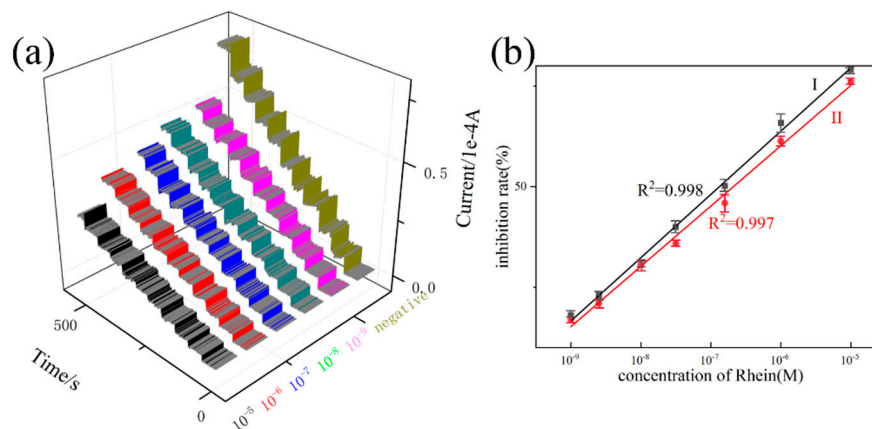 (a)
Current/1e-4A
0.5
0.0
500
0
Time/s
10⁻⁵
10⁻⁶
10⁻⁷
10⁻⁸
10⁻⁹
negative
(b)
inhibition rate(%)
50
I
II
R²=0.998
R²=0.997
10⁻⁹
10⁻⁸
10⁻⁷
10⁻⁶
10⁻⁵
concentration of Rhein(M)